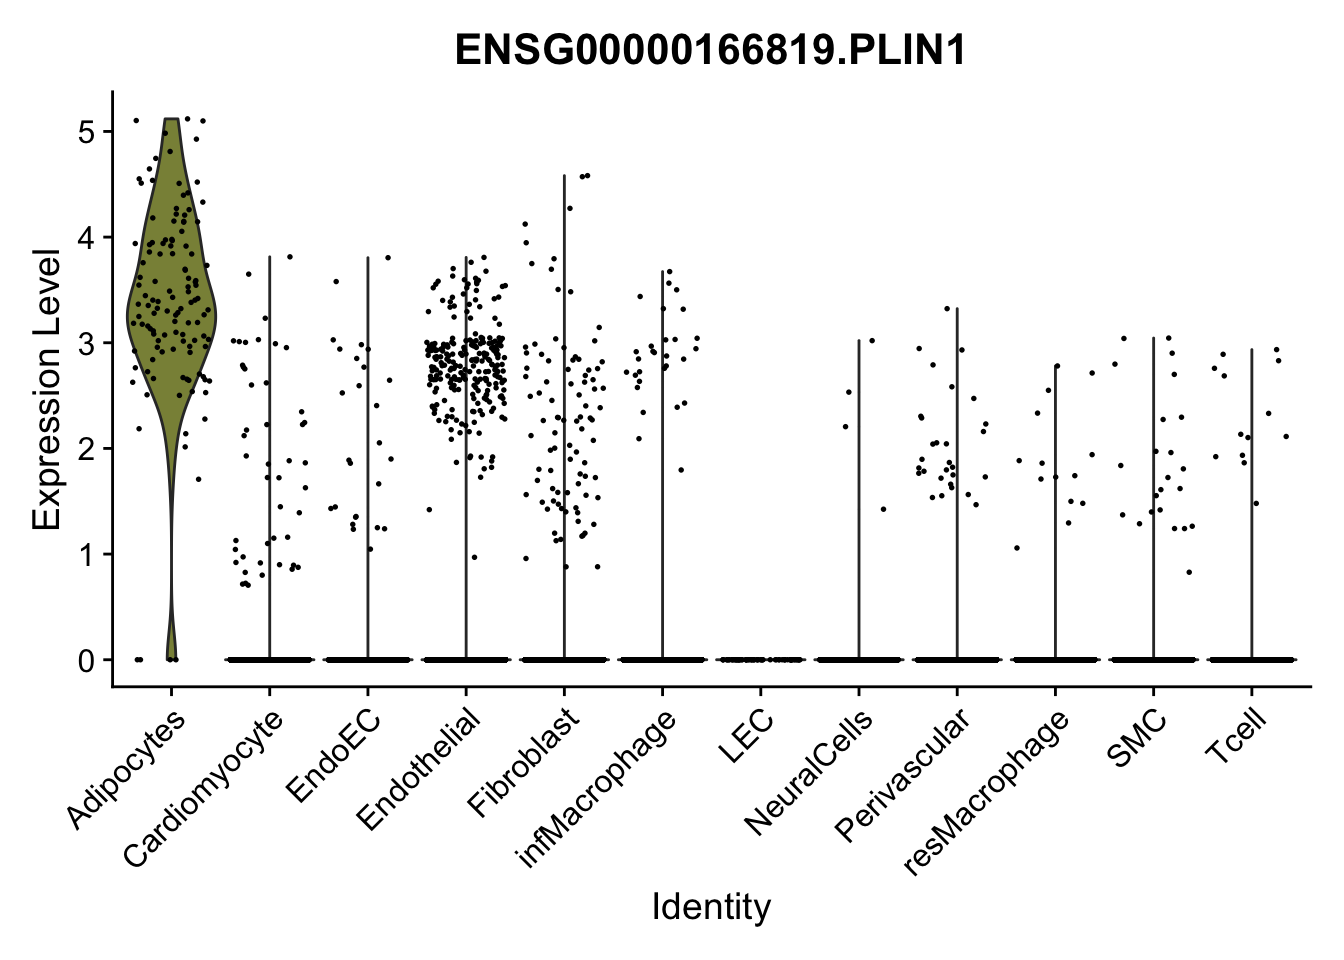 ENSG00000166819.PLIN1
Expression Level
5
4
3
2
1
0
Adipocytes
Cardiomyocyte
EndoEC
Endothelial
Fibroblast
infMacrophage
LEC
NeuralCells
Perivascular
resMacrophage
SMC
Tcell
Identity